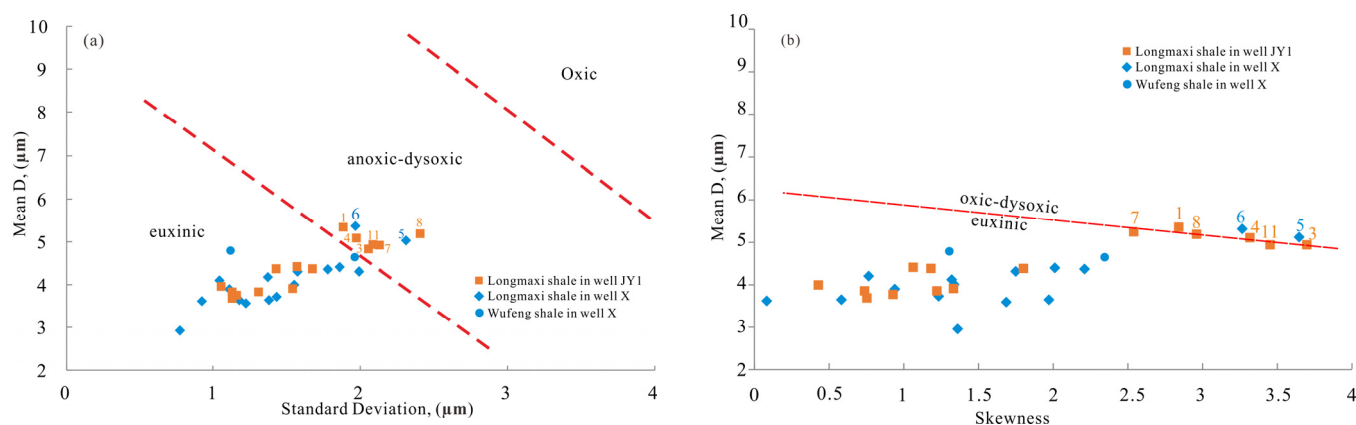 (a)
Mean D, (μm)
10
9
8
7
6
5
4
3
2
Oxic
anoxic-dysoxic
euxinic
1
6
4
3
11
7
5
8
Longmaxi shale in well JY1
Longmaxi shale in well X
Wufeng shale in well X
0
1
2
3
4
Standard Deviation, (μm)
(b)
Mean D, (μm)
10
9
8
7
6
5
4
3
2
Longmaxi shale in well JY1
Longmaxi shale in well X
Wufeng shale in well X
oxic-dysoxic
euxinic
7
1
8
6
4
11
5
3
0
0.5
1
1.5
2
2.5
3
3.5
4
Skewness